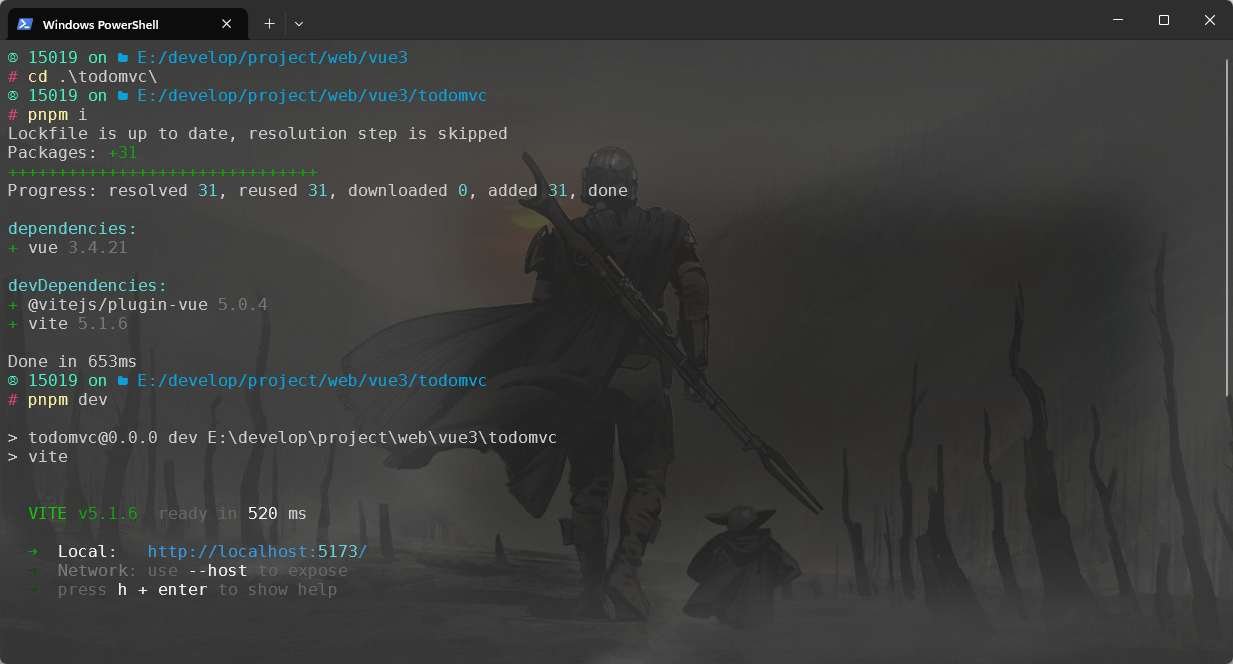 Windows PowerShell
@ 15019 on E:/develop/project/web/vue3
# cd .\todomvc\
@ 15019 on E:/develop/project/web/vue3/todomvc
# pnpm i
Lockfile is up to date, resolution step is skipped
Packages: +31
+++++++++++++++++++++++++++++++
Progress: resolved 31, reused 31, downloaded 0, added 31, done
dependencies:
+ vue 3.4.21
devDependencies:
+ @vitejs/plugin-vue 5.0.4
+ vite 5.1.6
Done in 653ms
@ 15019 on E:/develop/project/web/vue3/todomvc
# pnpm dev
> todomvc@0.0.0 dev E:\develop\project\web\vue3\todomvc
> vite
VITE v5.1.6 ready in 520 ms
➜ Local: http://localhost:5173/
➜ Network: use --host to expose
➜ press h + enter to show help